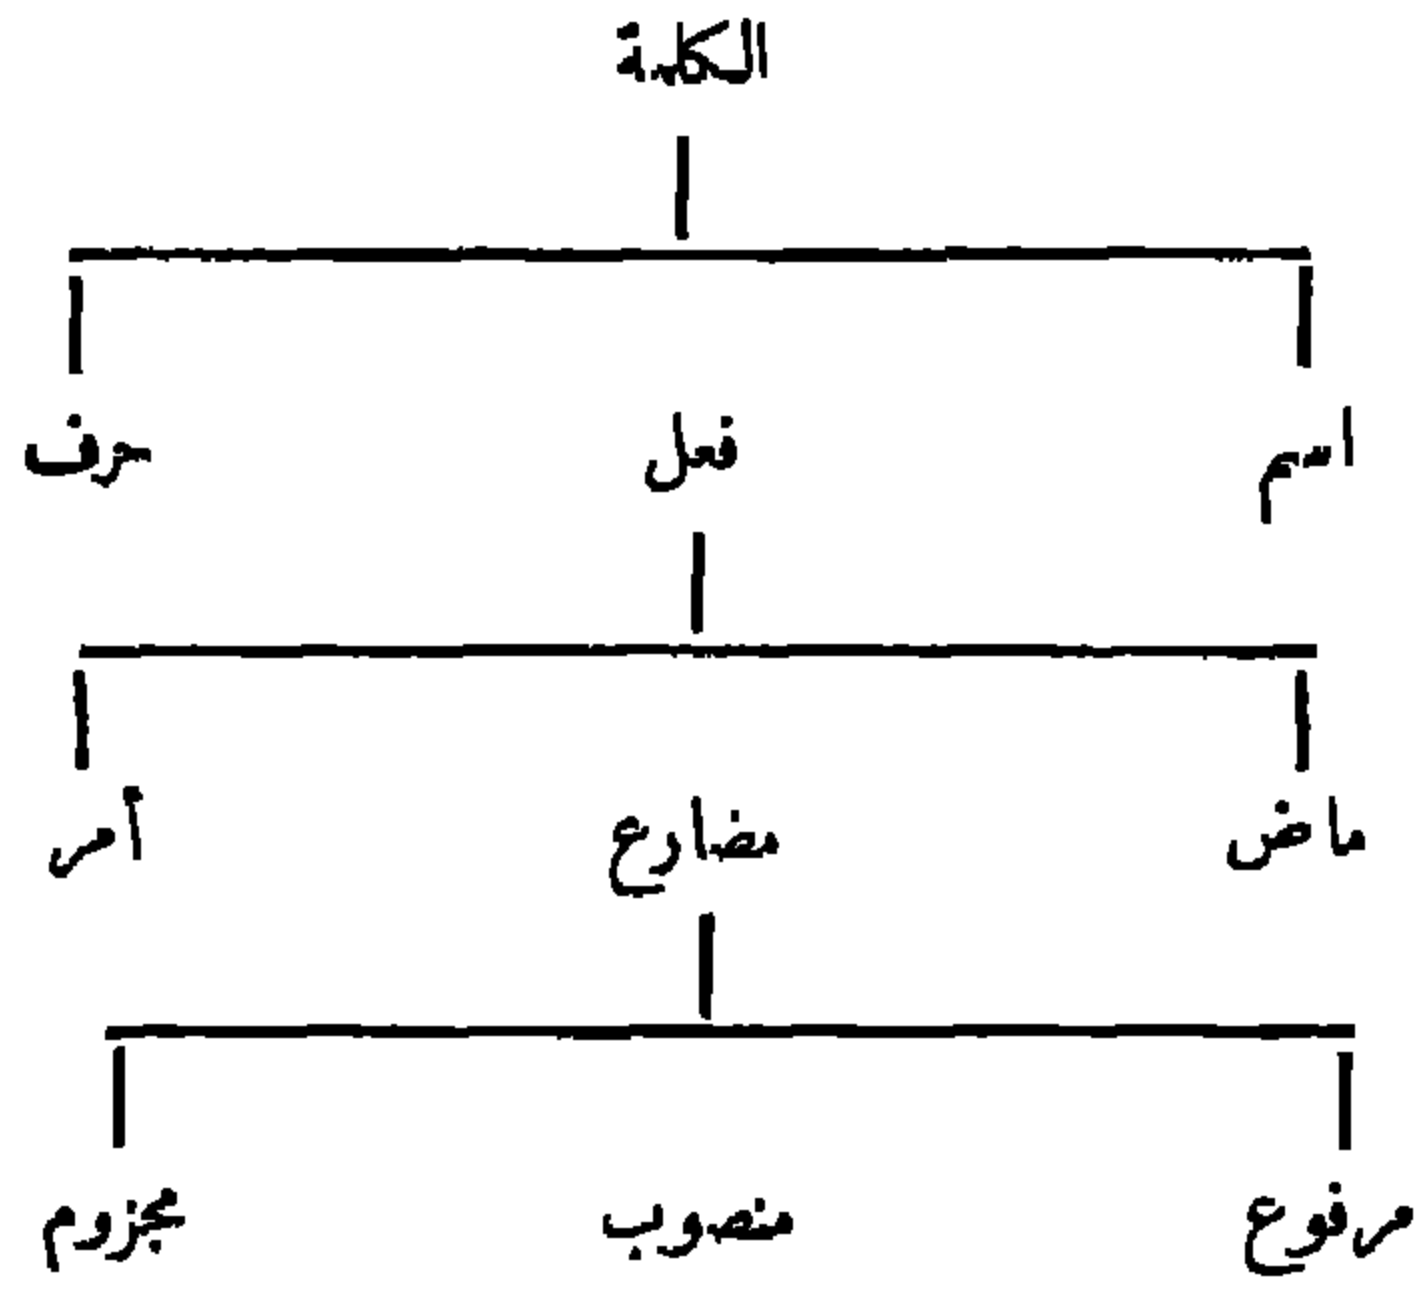 الكلمة
اسم فعل حرف
ماض مضارع أمر
مرفوع منصوب مجزوم